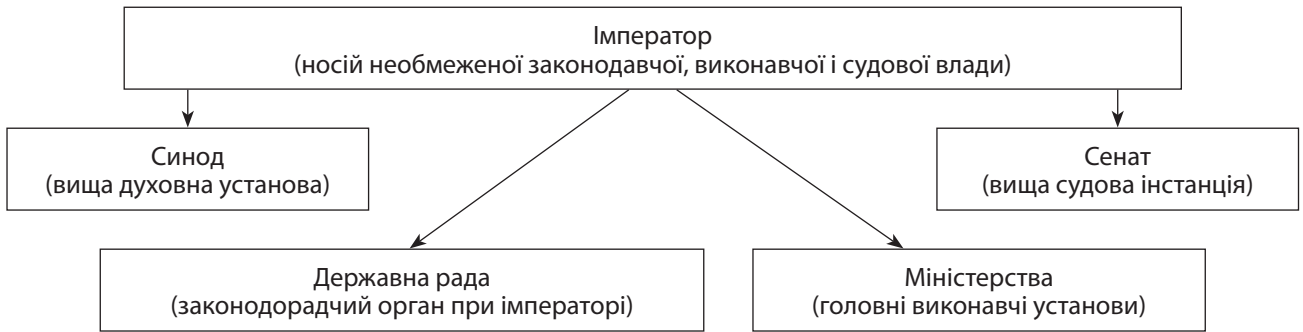 Імператор
(носій необмеженої законодавчої, виконавчої і судової влади)
Синод
(вища духовна установа)
Сенат
(вища судова інстанція)
Державна рада
(законодорадчий орган при імператорі)
Міністерства
(головні виконавчі установи)